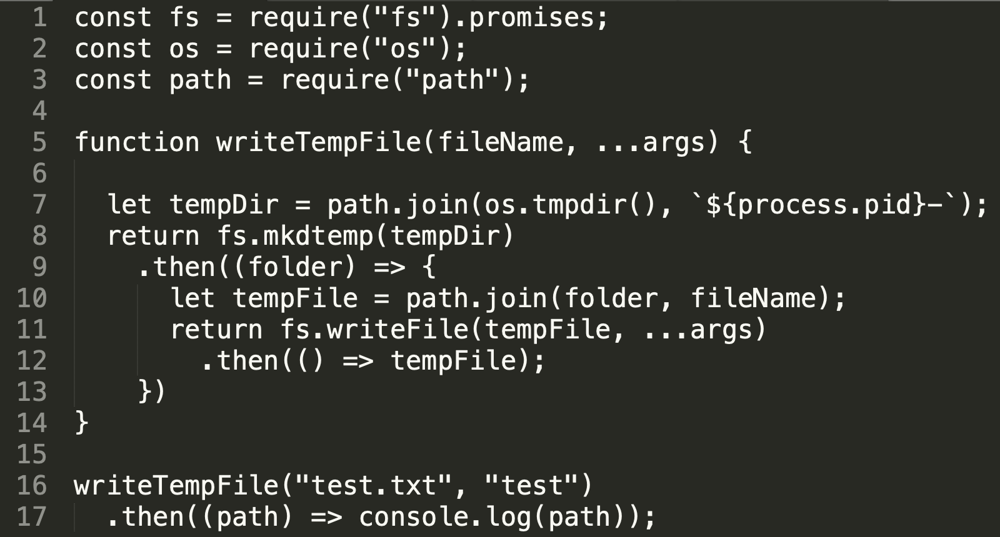 1 const fs = require("fs").promises;
2 const os = require("os");
3 const path = require("path");
4
5 function writeTempFile(fileName, ...args) {
6
7   let tempDir = path.join(os.tmpdir(), `${process.pid}-`);
8   return fs.mkdtemp(tempDir)
9     .then((folder) => {
10       let tempFile = path.join(folder, fileName);
11       return fs.writeFile(tempFile, ...args)
12         .then(() => tempFile);
13     })
14 }
15
16 writeTempFile("test.txt", "test")
17   .then((path) => console.log(path));